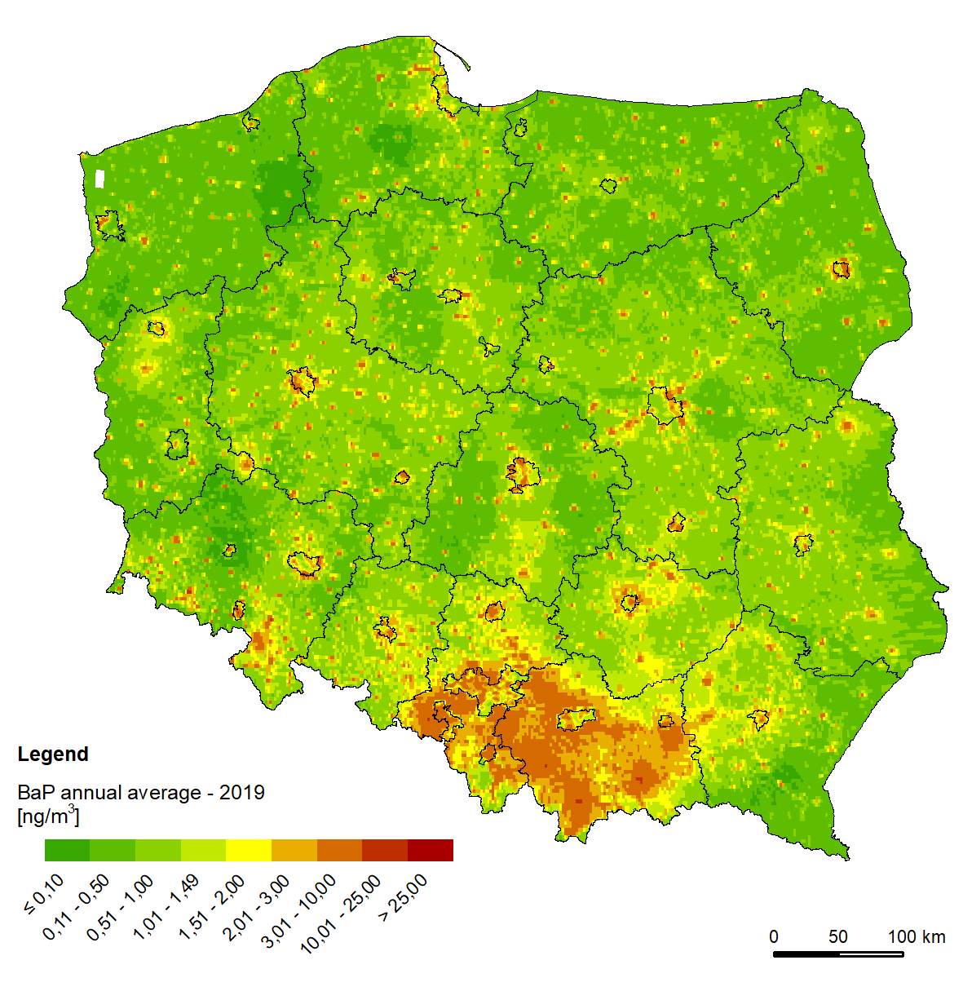 Legend
BaP annual average - 2019
[ng/m³]
≤ 0,10
0,11 - 0,50
0,51 - 1,00
1,01 - 1,49
1,51 - 2,00
2,01 - 3,00
3,01 - 10,00
10,01 - 25,00
> 25,00
0 50 100 km